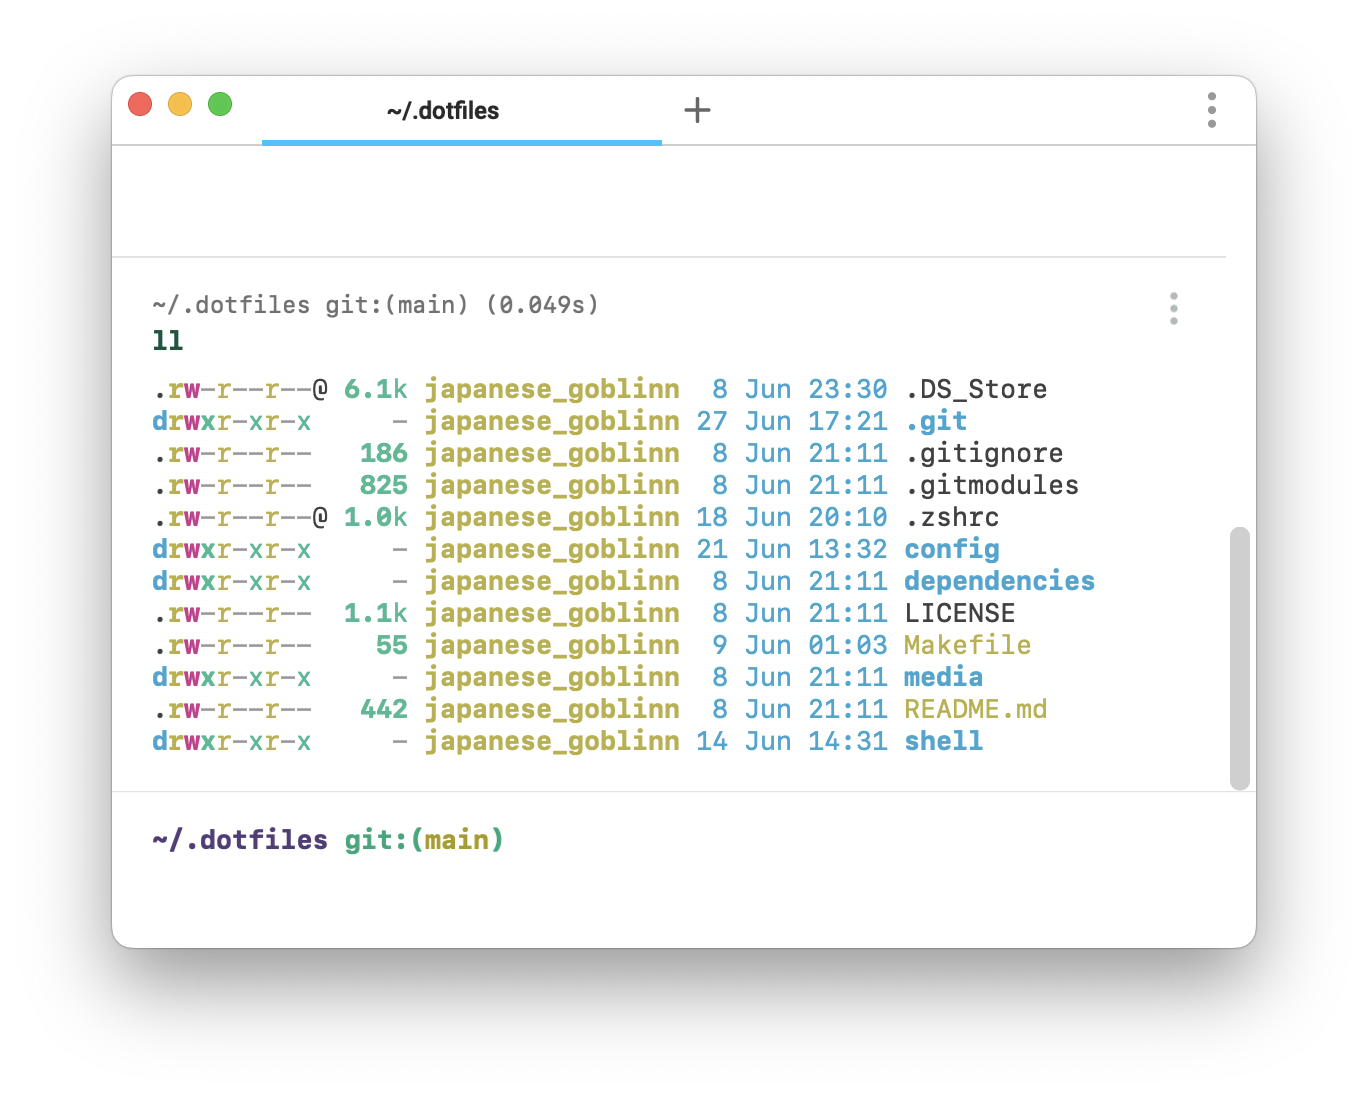 ~/.dotfiles
~/.dotfiles git:(main) (0.049s)
ll
.rw-r--r--@ 6.1k japanese_goblinn  8 Jun 23:30 .DS_Store
drwxr-xr-x     - japanese_goblinn 27 Jun 17:21 .git
.rw-r--r--   186 japanese_goblinn  8 Jun 21:11 .gitignore
.rw-r--r--   825 japanese_goblinn  8 Jun 21:11 .gitmodules
.rw-r--r--@ 1.0k japanese_goblinn 18 Jun 20:10 .zshrc
drwxr-xr-x     - japanese_goblinn 21 Jun 13:32 config
drwxr-xr-x     - japanese_goblinn  8 Jun 21:11 dependencies
.rw-r--r--  1.1k japanese_goblinn  8 Jun 21:11 LICENSE
.rw-r--r--    55 japanese_goblinn  9 Jun 01:03 Makefile
drwxr-xr-x     - japanese_goblinn  8 Jun 21:11 media
.rw-r--r--   442 japanese_goblinn  8 Jun 21:11 README.md
drwxr-xr-x     - japanese_goblinn 14 Jun 14:31 shell
~/.dotfiles git:(main)